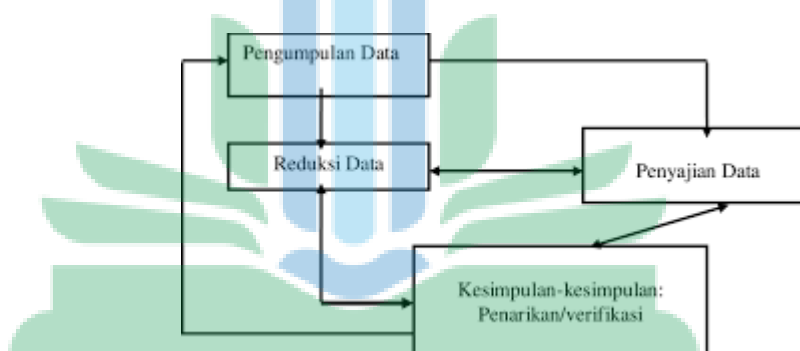 Pengumpulan Data
Reduksi Data
Penyajian Data
Kesimpulan-kesimpulan:
Penarikan/verifikasi